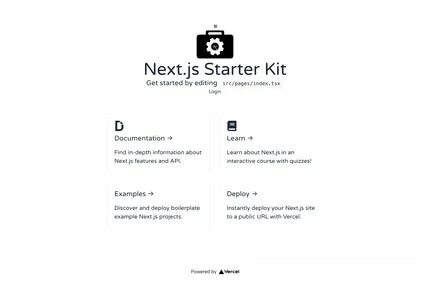 Next.js Starter Kit
Get started by editing src/pages/index.tsx
Login
Documentation →
Find in-depth information about
Next.js features and API.
Learn →
Learn about Next.js in an
interactive course with quizzes!
Examples →
Discover and deploy boilerplate
example Next.js projects.
Deploy →
Instantly deploy your Next.js site
to a public URL with Vercel.
Powered by ▲Vercel